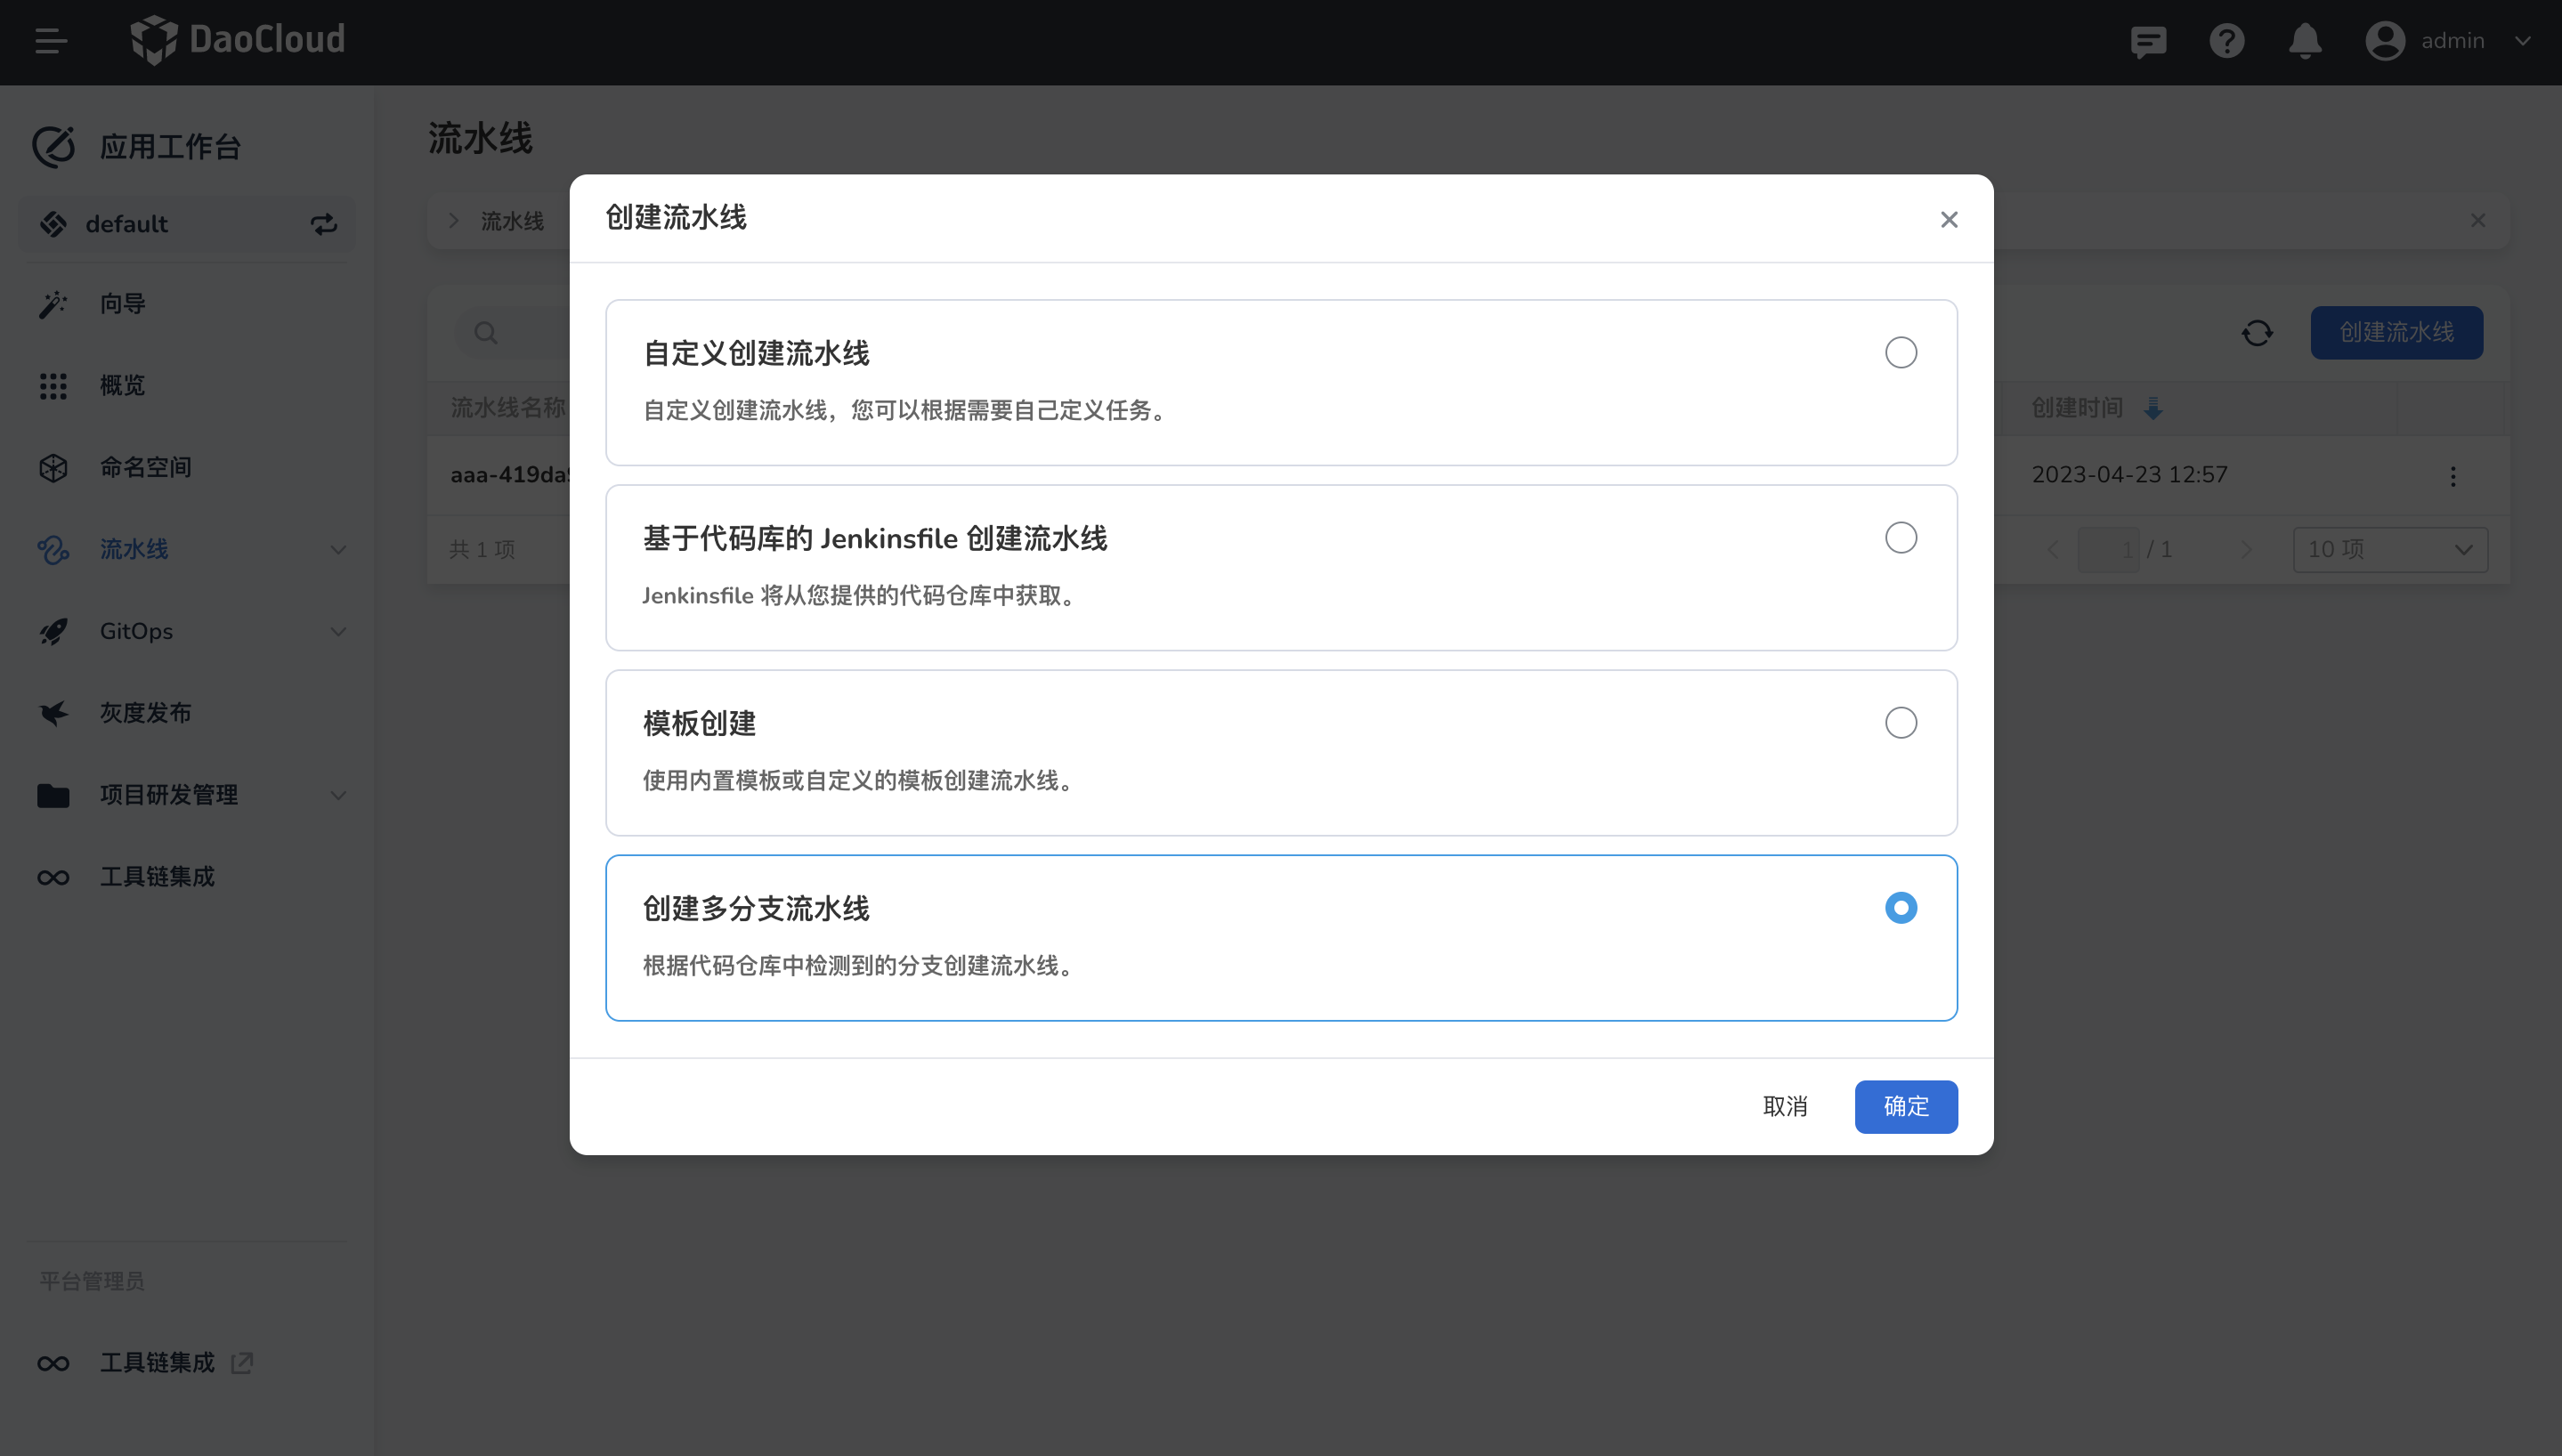 DaoCloud
admin
应用工作台
default
向导
概览
命名空间
流水线
GitOps
灰度发布
项目研发管理
工具链集成
平台管理员
工具链集成
流水线
流水线
创建流水线
流水线名称
创建时间
aaa-419da
2023-04-23 12:57
共 1 项
1 / 1
10 项
创建流水线
自定义创建流水线
自定义创建流水线，您可以根据需要自己定义任务。
基于代码库的 Jenkinsfile 创建流水线
Jenkinsfile 将从您提供的代码仓库中获取。
模板创建
使用内置模板或自定义的模板创建流水线。
创建多分支流水线
根据代码仓库中检测到的分支创建流水线。
取消
确定